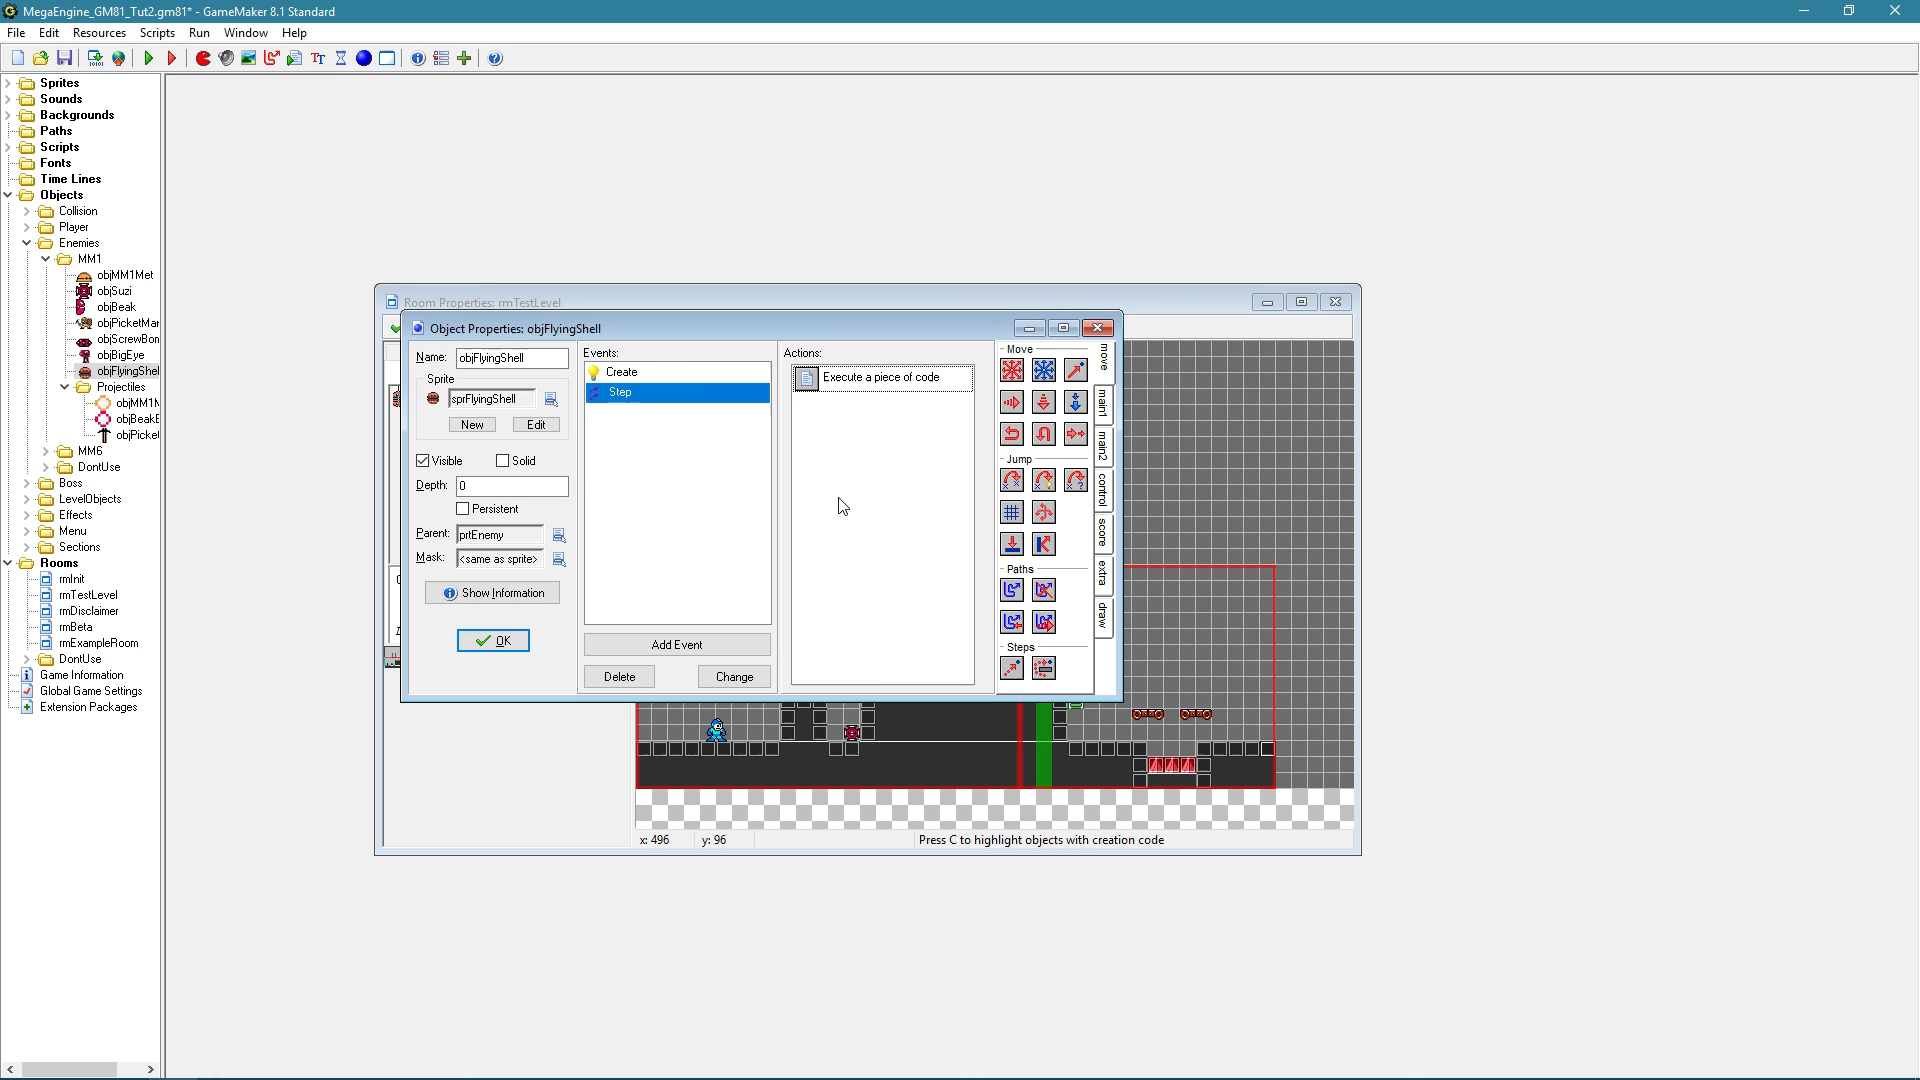 MegaEngine_GM81_Tut2.gm81* - GameMaker 8.1 Standard
File Edit Resources Scripts Run Window Help
Sprites
Sounds
Backgrounds
Paths
Scripts
Fonts
Time Lines
Objects
Collision
Player
Enemies
MM1
objMM1Met
objSuzi
objBeak
objPicketMar
objScrewBon
objBigEye
objFlyingShel
Projectiles
objMM1M
objBeakB
objPicket
MM6
DontUse
Boss
LevelObjects
Effects
Menu
Sections
Rooms
rmInit
rmTestLevel
rmDisclaimer
rmBeta
rmExampleRoom
DontUse
Game Information
Global Game Settings
Extension Packages
Room Properties: rmTestLevel
Object Properties: objFlyingShell
Name: objFlyingShell
Sprite
sprFlyingShell
New Edit
Visible Solid
Depth: 0
Persistent
Parent: prtEnemy
Mask: <same as sprite>
Show Information
OK
Events:
Create
Step
Add Event
Delete Change
Actions:
Execute a piece of code
Move
Jump
Paths
Steps
move
main1
main2
control
score
extra
draw
x: 496 y: 96 Press C to highlight objects with creation code